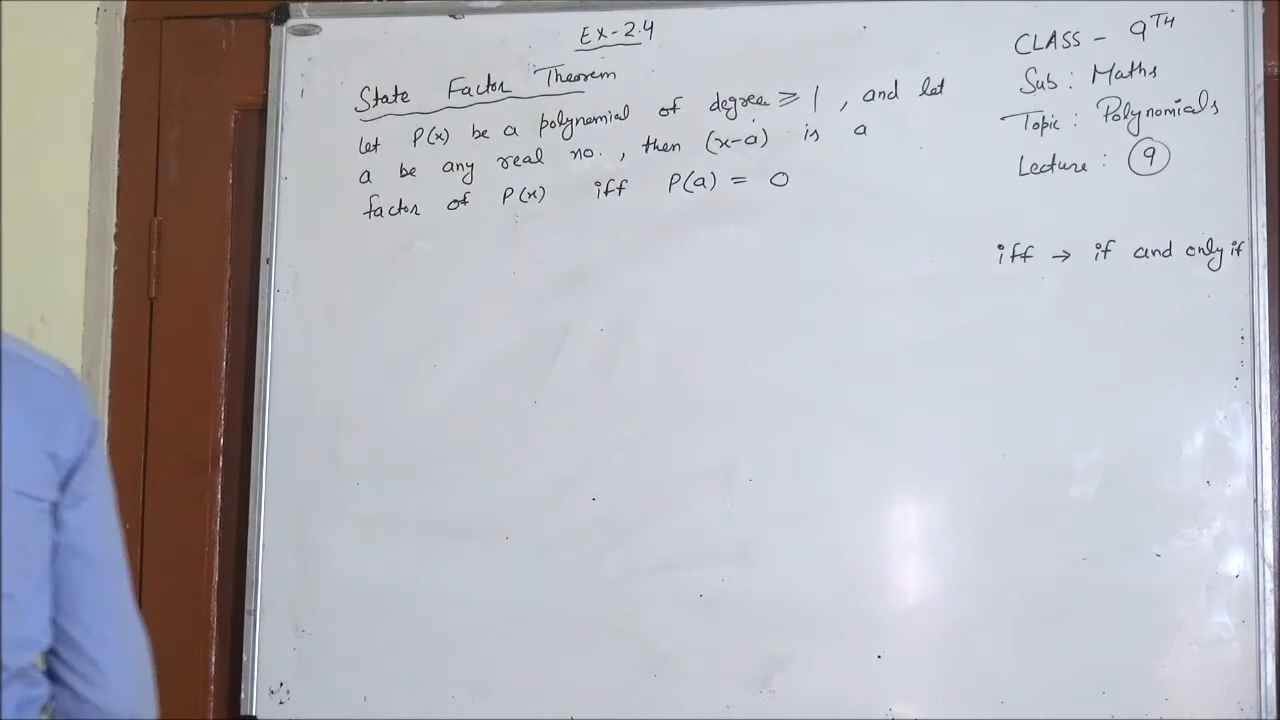 Ex-2.4
State Factor Theorem
let P(x) be a polynomial of degree ≥ 1, and let
a be any real no., then (x-a) is a
factor of P(x) iff P(a) = 0
CLASS - 9TH
Sub: Maths
Topic: Polynomials
Lecture: 9
iff → if and only if